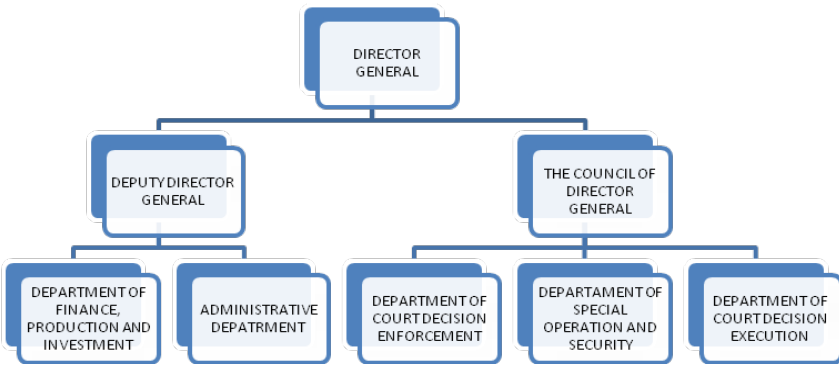 DIRECTOR
GENERAL
DEPUTY DIRECTOR
GENERAL
THE COUNCIL OF
DIRECTOR
GENERAL
DEPARTMENT OF
FINANCE,
PRODUCTION AND
INVESTMENT
ADMINISTRATIVE
DEPATRMENT
DEPARTMENT OF
COURT DECISION
ENFORCEMENT
DEPARTAMENT OF
SPECIAL
OPERATION AND
SECURITY
DEPARTMENT OF
COURT DECISION
EXECUTION